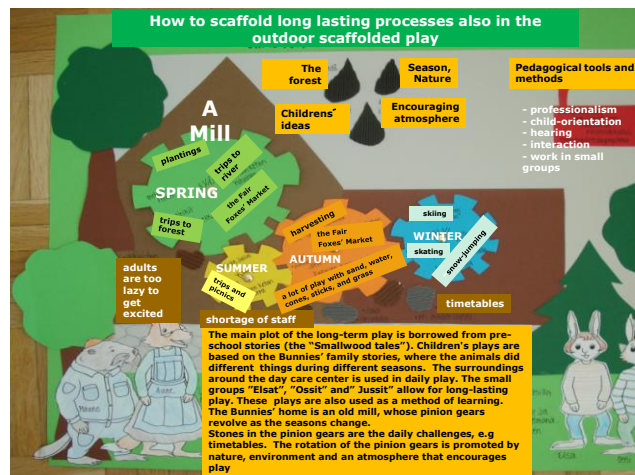 How to scaffold long lasting processes also in the
outdoor scaffolded play
The
forest
Season,
Nature
Pedagogical tools and
methods
Childrens´
ideas
Encouraging
atmosphere
- professionalism
- child-orientation
- hearing
- interaction
- work in small
groups
A
Mill
plantings
trips to
river
SPRING
the Fair
Foxes’ Market
trips to
forest
harvesting
the Fair
Foxes’ Market
AUTUMN
a lot of play with sand, water,
cones, sticks, and grass
skiing
WINTER
skating
snow-jumping
SUMMER
trips and
picnics
adults
are too
lazy to
get
excited
timetables
shortage of staff
The main plot of the long-term play is borrowed from pre-
school stories (the “Smallwood tales”). Children's plays are
based on the Bunnies’ family stories, where the animals did
different things during different seasons.  The surroundings
around the day care center is used in daily play. The small
groups ”Elsat”, ”Ossit” and” Jussit” allow for long-lasting
play. These  plays are also used as a method of learning.
The Bunnies’ home is an old mill, whose pinion gears
revolve as the seasons change.
Stones in the pinion gears are the daily challenges, e.g
timetables. The rotation of the pinion gears is promoted by
nature, environment and an atmosphere that encourages
play